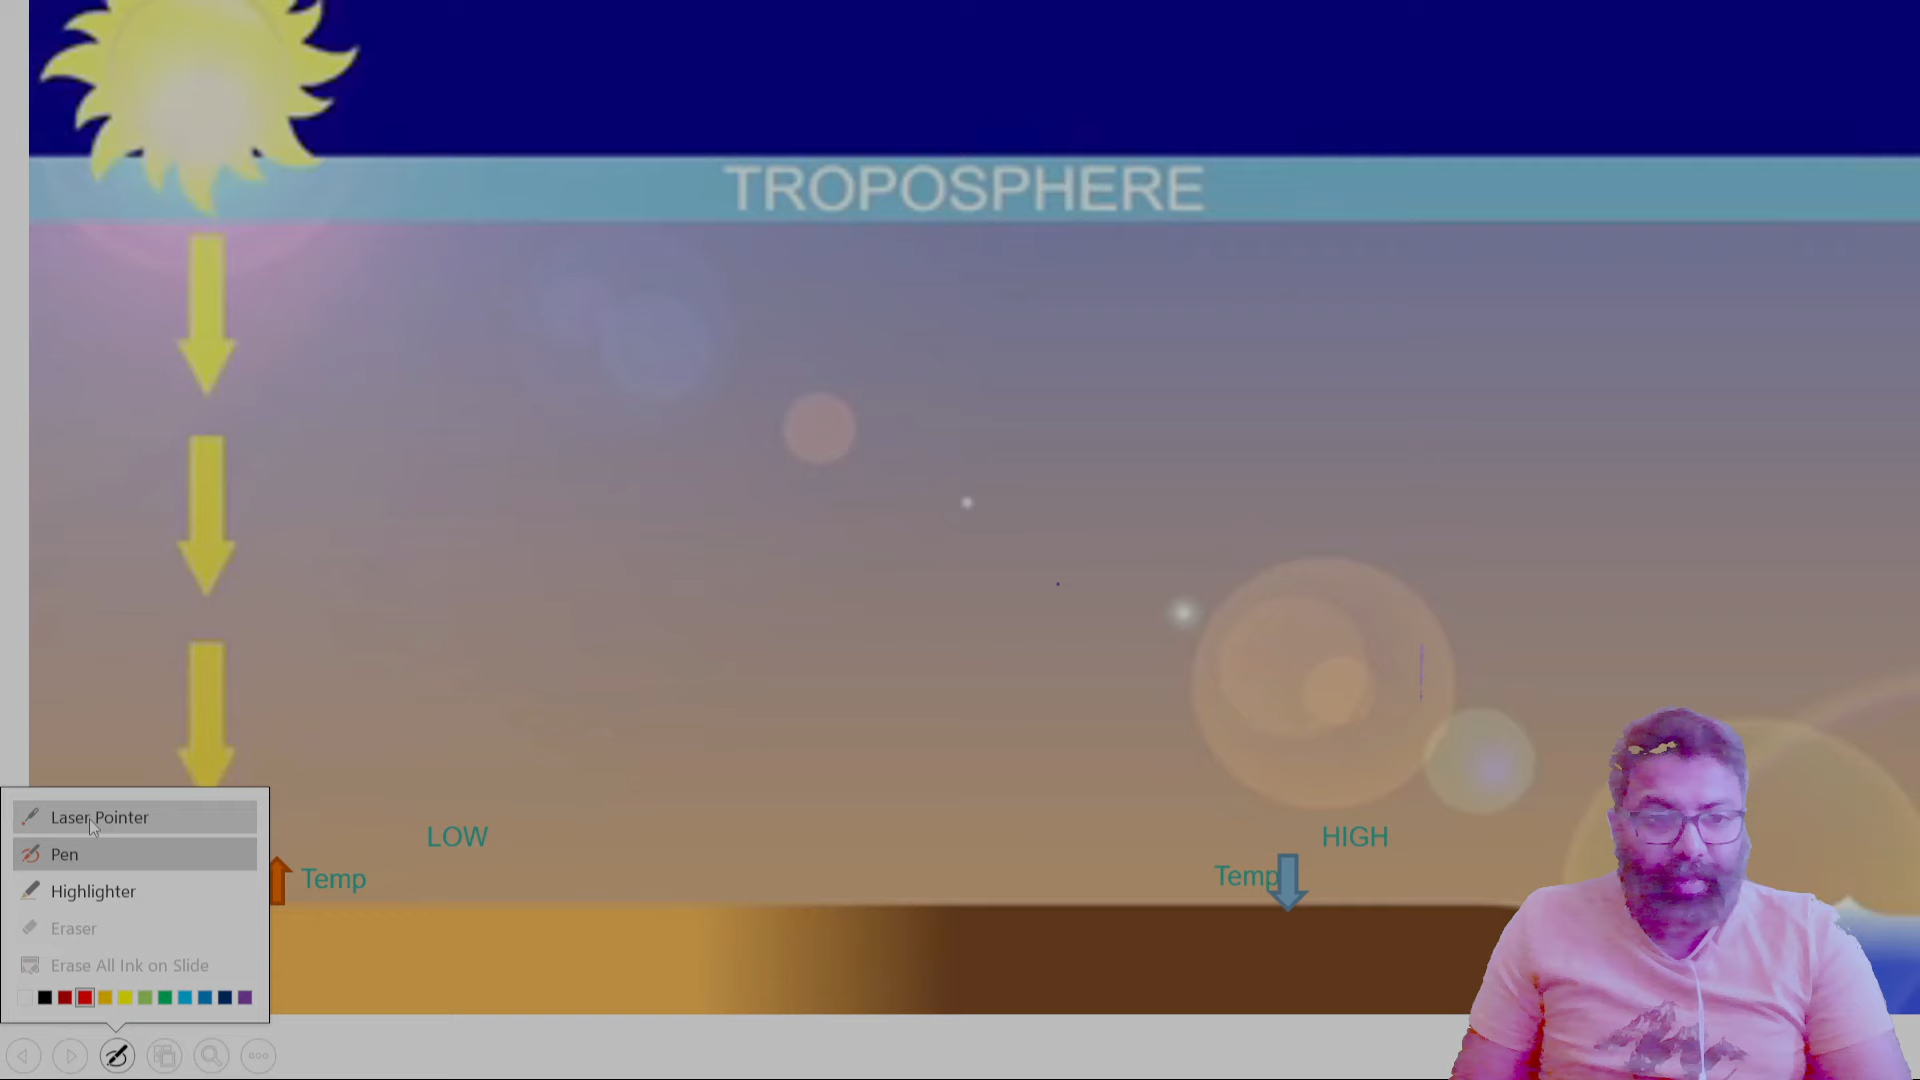 TROPOSPHERE
LOW
HIGH
Temp
Temp
Laser Pointer
Pen
Highlighter
Eraser
Erase All Ink on Slide